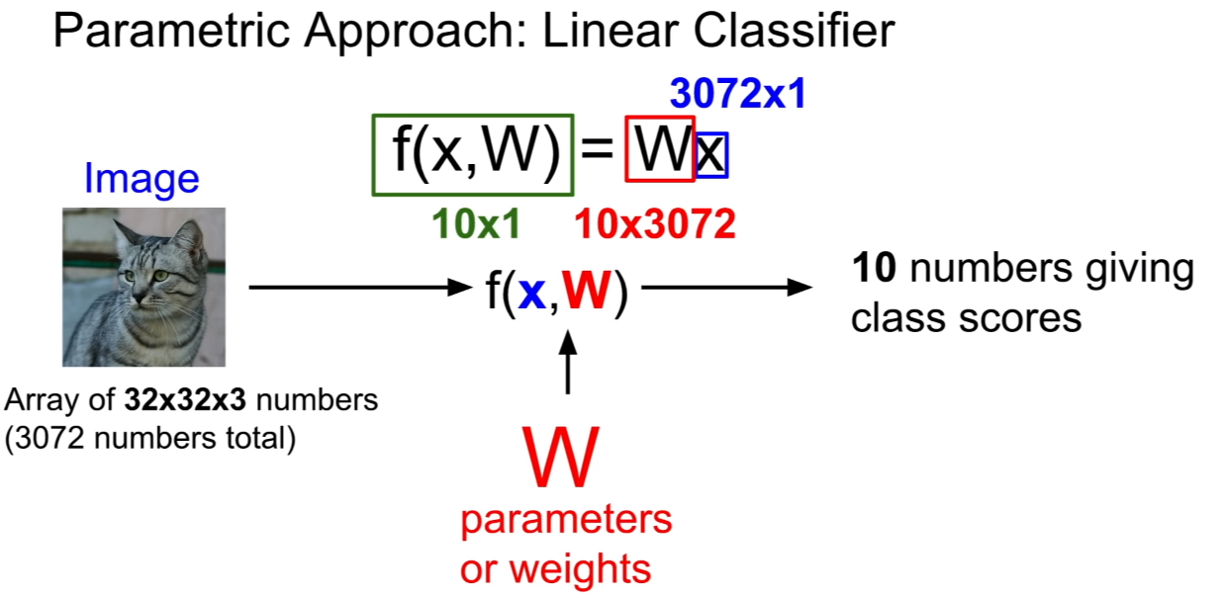 Parametric Approach: Linear Classifier
3072x1
f(x,W) = Wx
Image
10x1 10x3072
f(x,W)
10 numbers giving
class scores
Array of 32x32x3 numbers
(3072 numbers total)
W
parameters
or weights